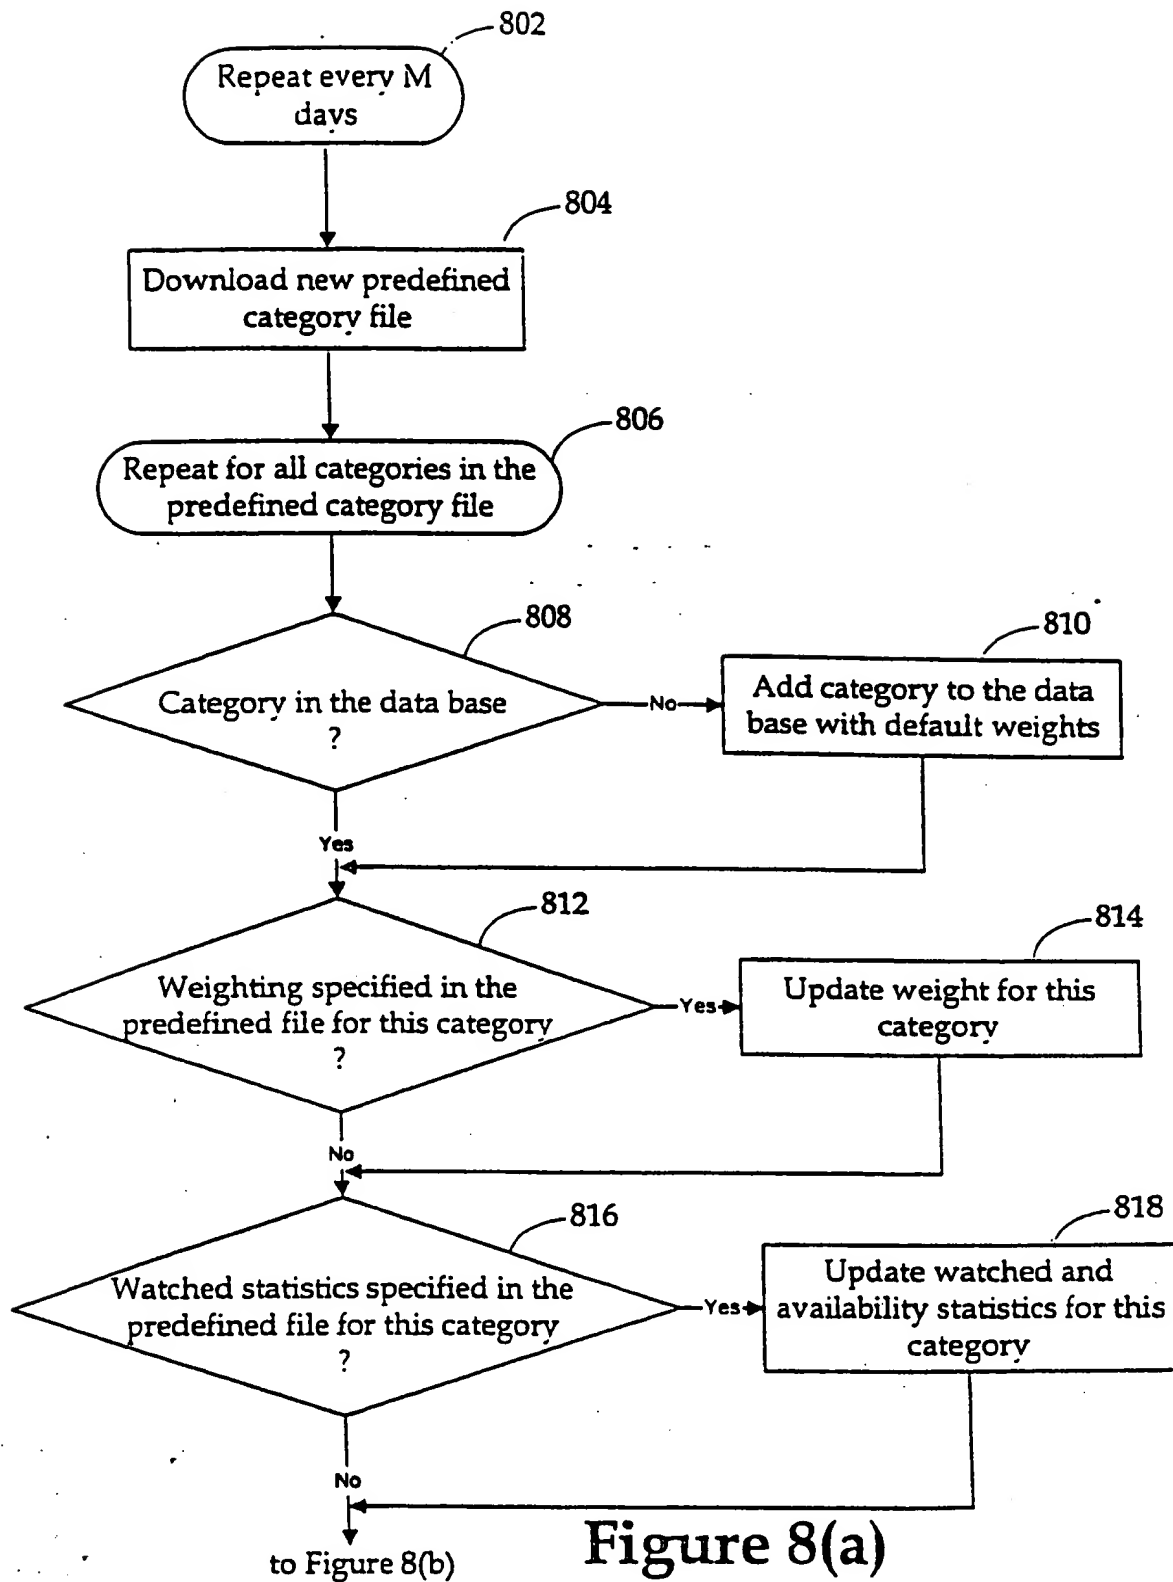 802
Repeat every M
days
804
Download new predefined
category file
806
Repeat for all categories in the
predefined category file
808
Category in the data base
?
No
810
Add category to the data
base with default weights
Yes
812
Weighting specified in the
predefined file for this category
?
Yes
814
Update weight for this
category
No
816
Watched statistics specified in the
predefined file for this category
?
Yes
818
Update watched and
availability statistics for this
category
No
to Figure 8(b)
Figure 8(a)